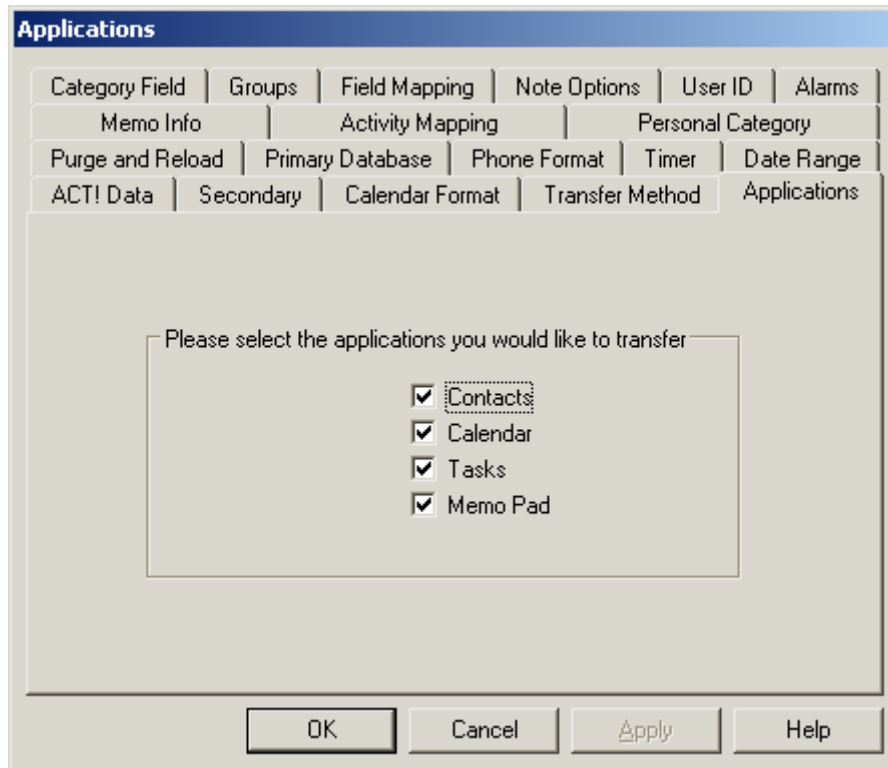 Applications
Category Field Groups Field Mapping Note Options User ID Alarms
Memo Info Activity Mapping Personal Category
Purge and Reload Primary Database Phone Format Timer Date Range
ACT! Data Secondary Calendar Format Transfer Method Applications
Please select the applications you would like to transfer
Contacts
Calendar
Tasks
Memo Pad
OK Cancel Apply Help